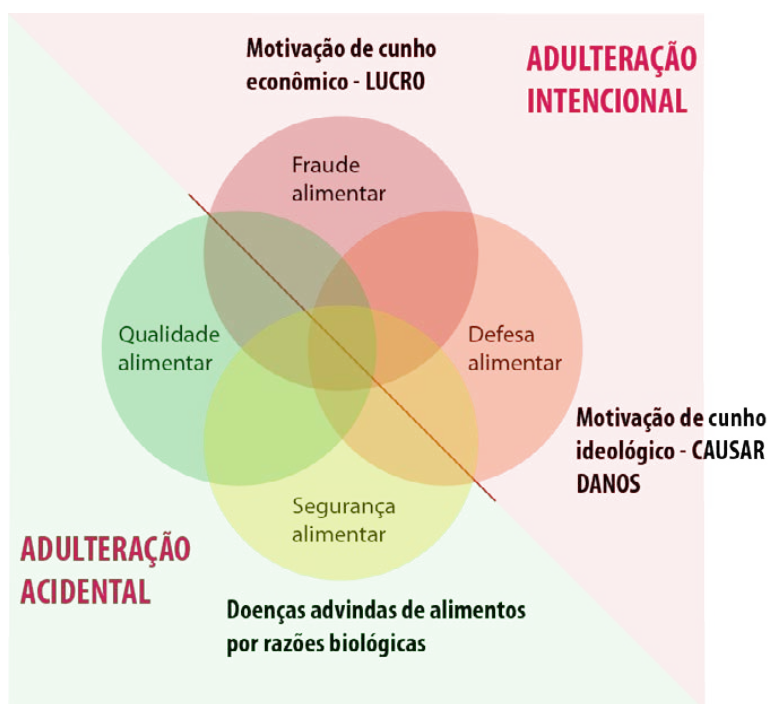 Motivação de cunho
econômico - LUCRO
ADULTERAÇÃO
INTENCIONAL
Fraude
alimentar
Qualidade
alimentar
Defesa
alimentar
Motivação de cunho
ideológico - CAUSAR
DANOS
Segurança
alimentar
ADULTERAÇÃO
ACIDENTAL
Doenças advindas de alimentos
por razões biológicas